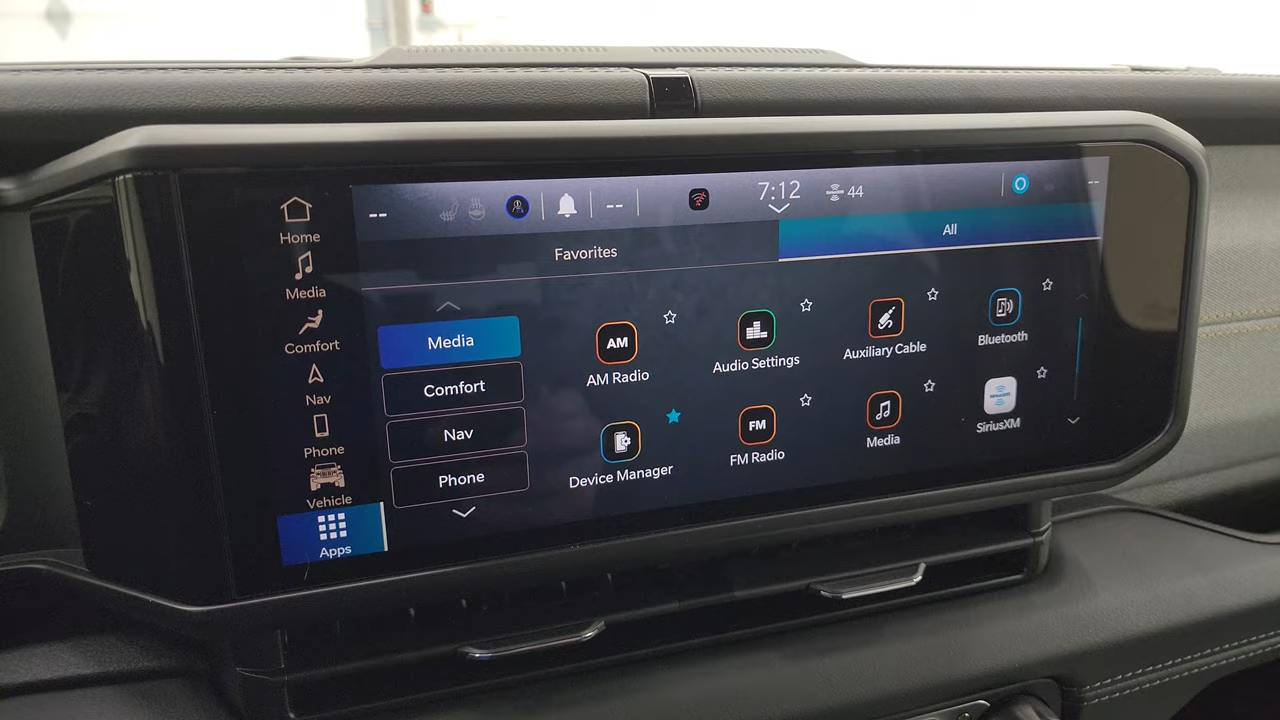 Home
Media
Comfort
Nav
Phone
Vehicle
Apps
--
--
7:12
44
--
Favorites
All
Media
Comfort
Nav
Phone
AM
AM Radio
Audio Settings
Auxiliary Cable
Bluetooth
Device Manager
FM
FM Radio
Media
SiriusXM